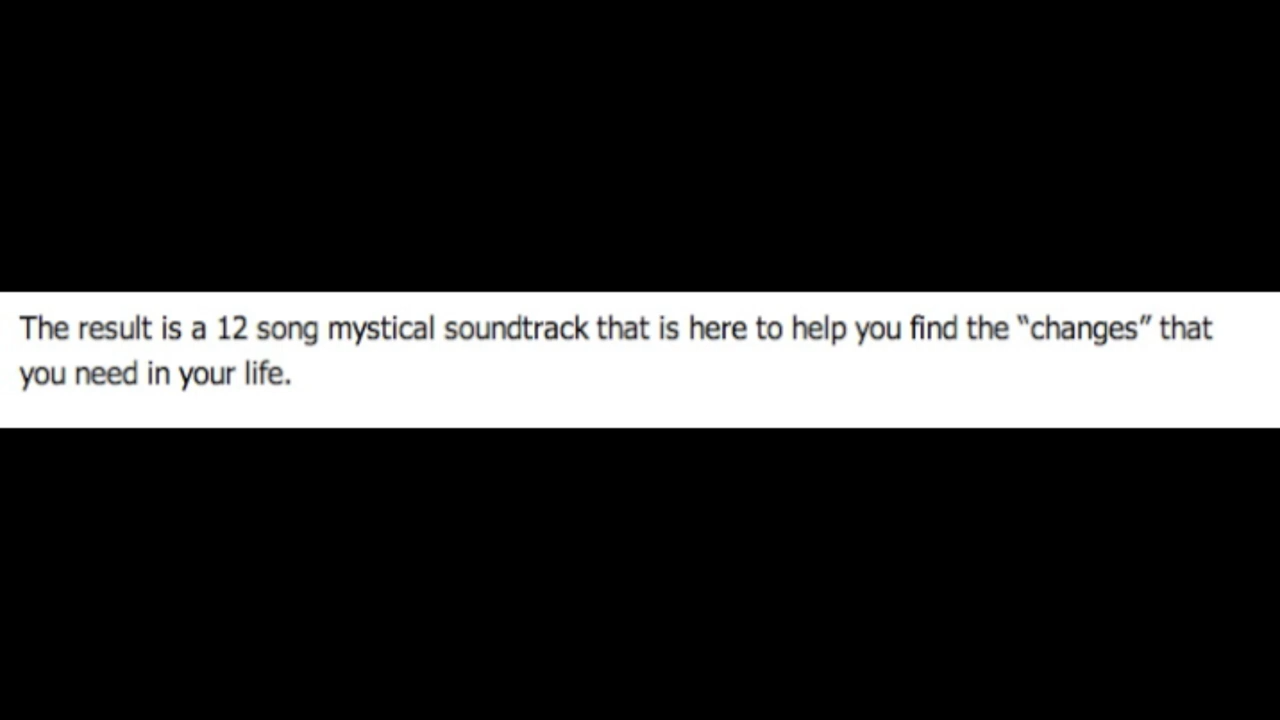 The result is a 12 song mystical soundtrack that is here to help you find the “changes” that
you need in your life.